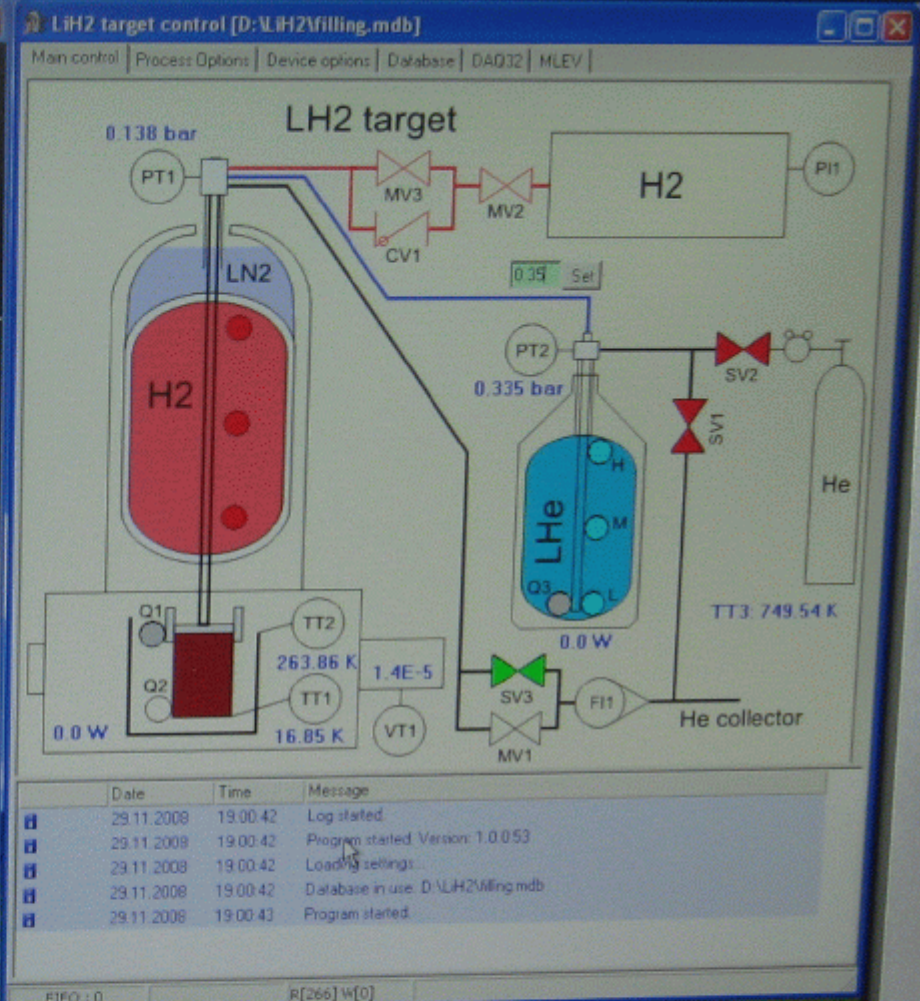 LiH2 target control [D:\LiH2\filling.mdb]
Main control Process Options Device options Database DAQ32 MLEV
LH2 target
0.138 bar
PT1
MV3
MV2
H2
PI1
CV1
LN2
0.35 Set
PT2
0.335 bar
SV2
SV1
H2
H
He
LHe
M
Q3
L
TT3: 749.54 K
0.0 W
Q1
TT2
263.86 K
1.4E-5
Q2
TT1
SV3
FI1
He collector
0.0 W
16.85 K
VT1
MV1
Date Time Message
29.11.2008 19:00:42 Log started.
29.11.2008 19:00:42 Program started. Version: 1.0.0.53
29.11.2008 19:00:42 Loading settings...
29.11.2008 19:00:42 Database in use: D:\LiH2\filling.mdb
29.11.2008 19:00:43 Program started.
FIFO : 0 R[266] W[0]